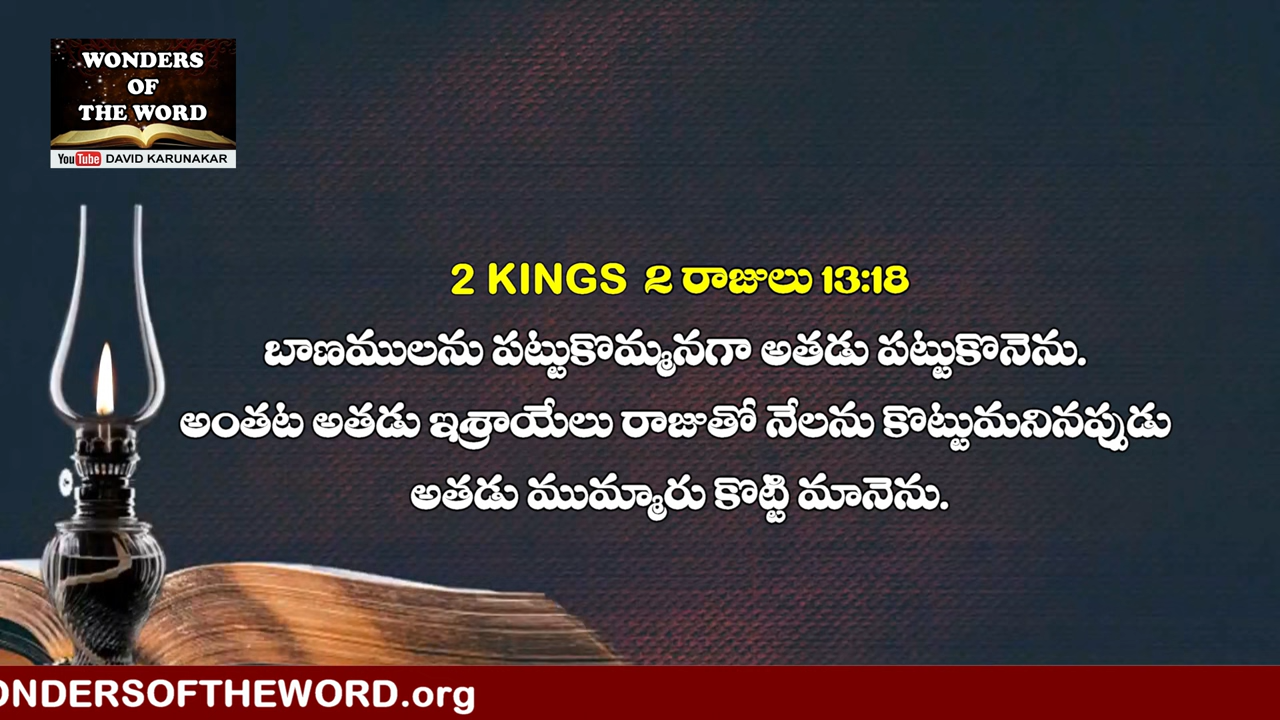 WONDERS
OF
THE WORD
YouTube DAVID KARUNAKAR
2 KINGS 2 రాజులు 13:18
బాణములను పట్టుకొమ్మనగా అతడు పట్టుకొనెను.
అంతట అతడు ఇశ్రాయేలు రాజుతో నేలను కొట్టుమనినప్పుడు
అతడు ముమ్మారు కొట్టి మానెను.
ONDERSOFTHEWORD.org